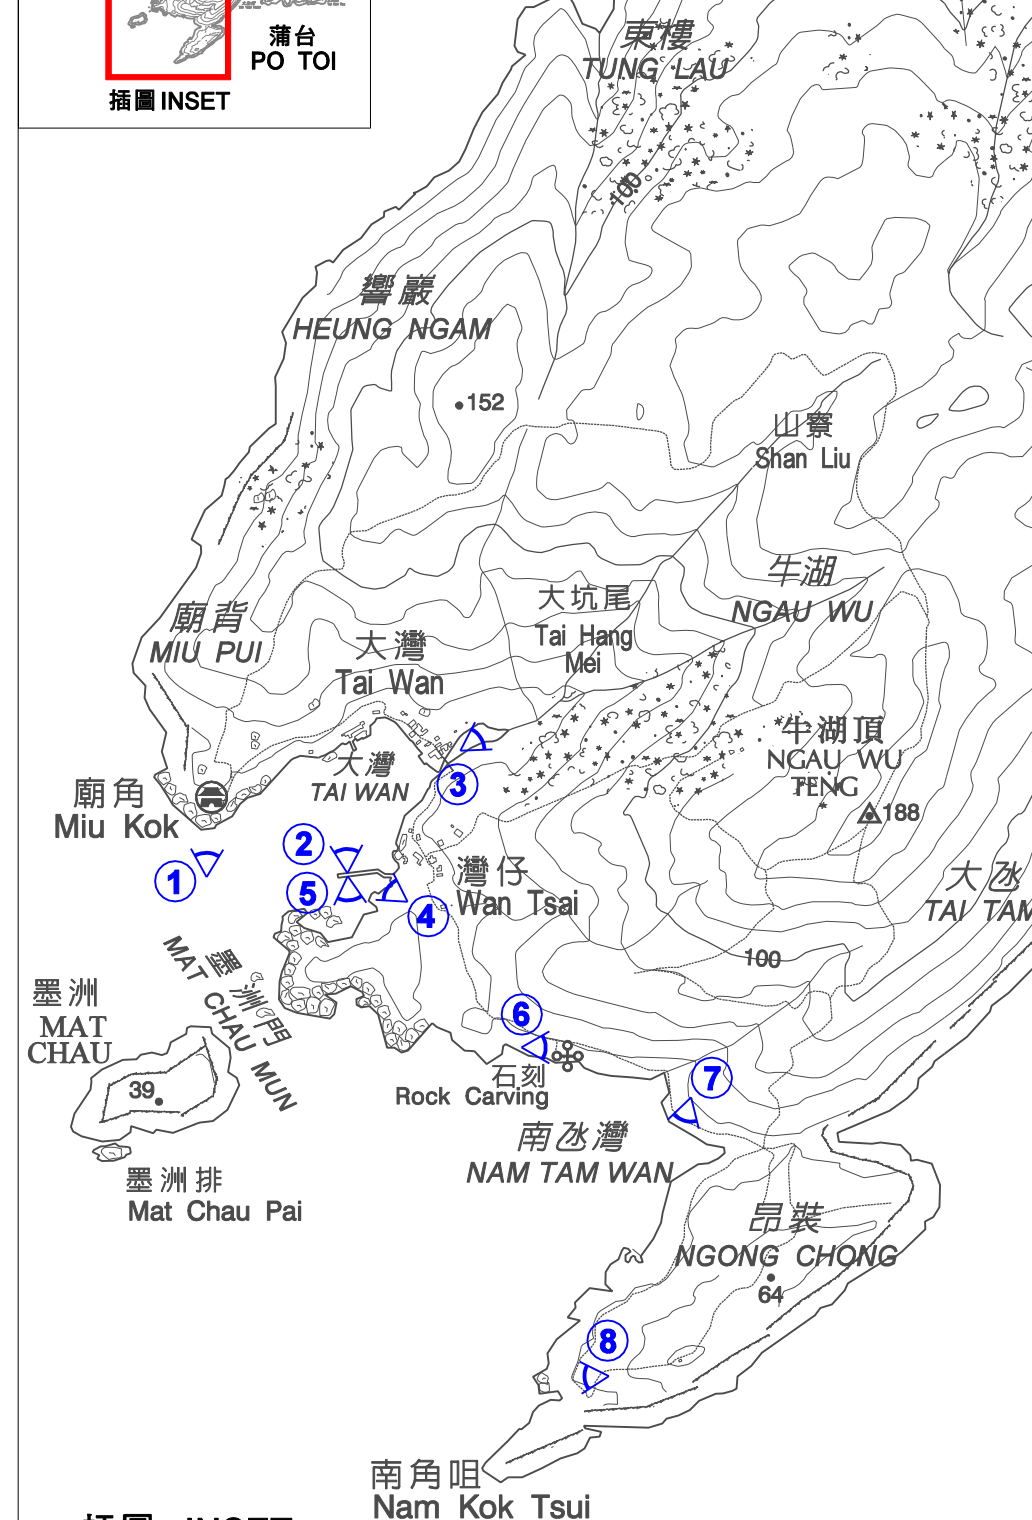 蒲台
PO TOI
插圖 INSET
東樓
TUNG LAU
100
響巖
HEUNG NGAM
152
山寮
Shan Liu
牛湖
NGAU WU
大坑尾
Tai Hang
Mei
廟背
MIU PUI
大灣
Tai Wan
牛湖頂
NGAU WU
TENG
188
大灣
TAI WAN
3
廟角
Miu Kok
2
1
5
4
灣仔
Wan Tsai
大氹
TAI TAM
100
墨洲門
MAT CHAU MUN
墨洲
MAT
CHAU
39
6
石刻
Rock Carving
7
南氹灣
NAM TAM WAN
墨洲排
Mat Chau Pai
昂裝
NGONG CHONG
64
8
南角咀
Nam Kok Tsui
插圖 INSET